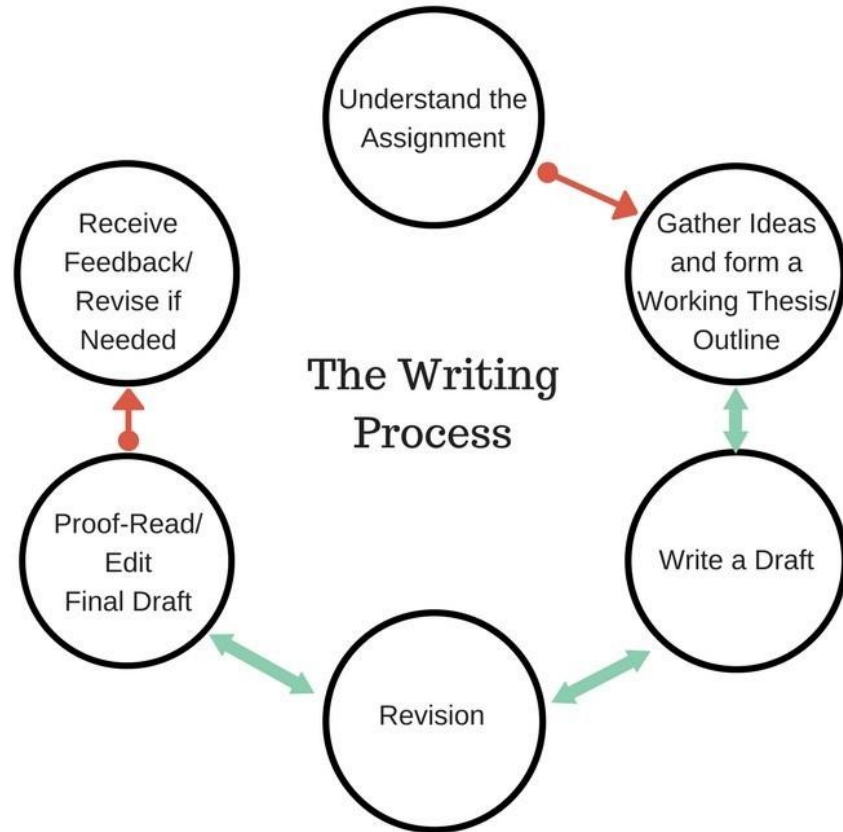 Understand the
Assignment
Gather Ideas
and form a
Working Thesis/
Outline
Write a Draft
Revision
Proof-Read/
Edit
Final Draft
Receive
Feedback/
Revise if
Needed
The Writing
Process